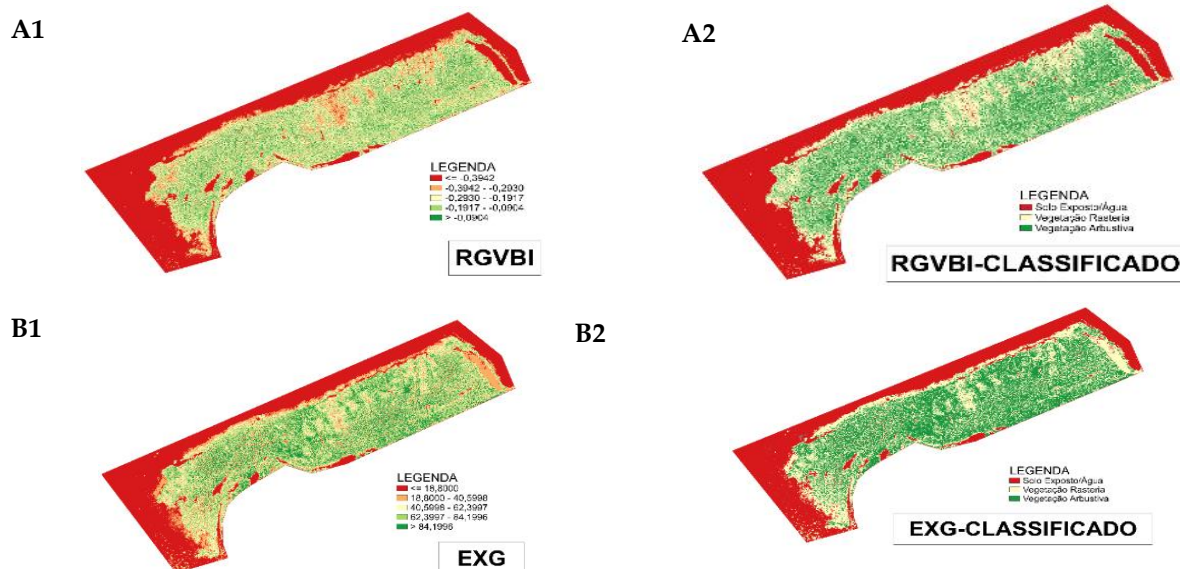 A1
LEGENDA
<= -0,3942
-0,3942 - -0,2930
-0,2930 - -0,1917
-0,1917 - -0,0904
> -0,0904
RGVBI
A2
LEGENDA
Solo Exposto/Água
Vegetação Rasteria
Vegetação Arbustiva
RGVBI-CLASSIFICADO
B1
LEGENDA
<= 18,8000
18,8000 - 40,5998
40,5998 - 62,3997
62,3997 - 84,1996
> 84,1996
EXG
B2
LEGENDA
Solo Exposto/Água
Vegetação Rasteria
Vegetação Arbustiva
EXG-CLASSIFICADO